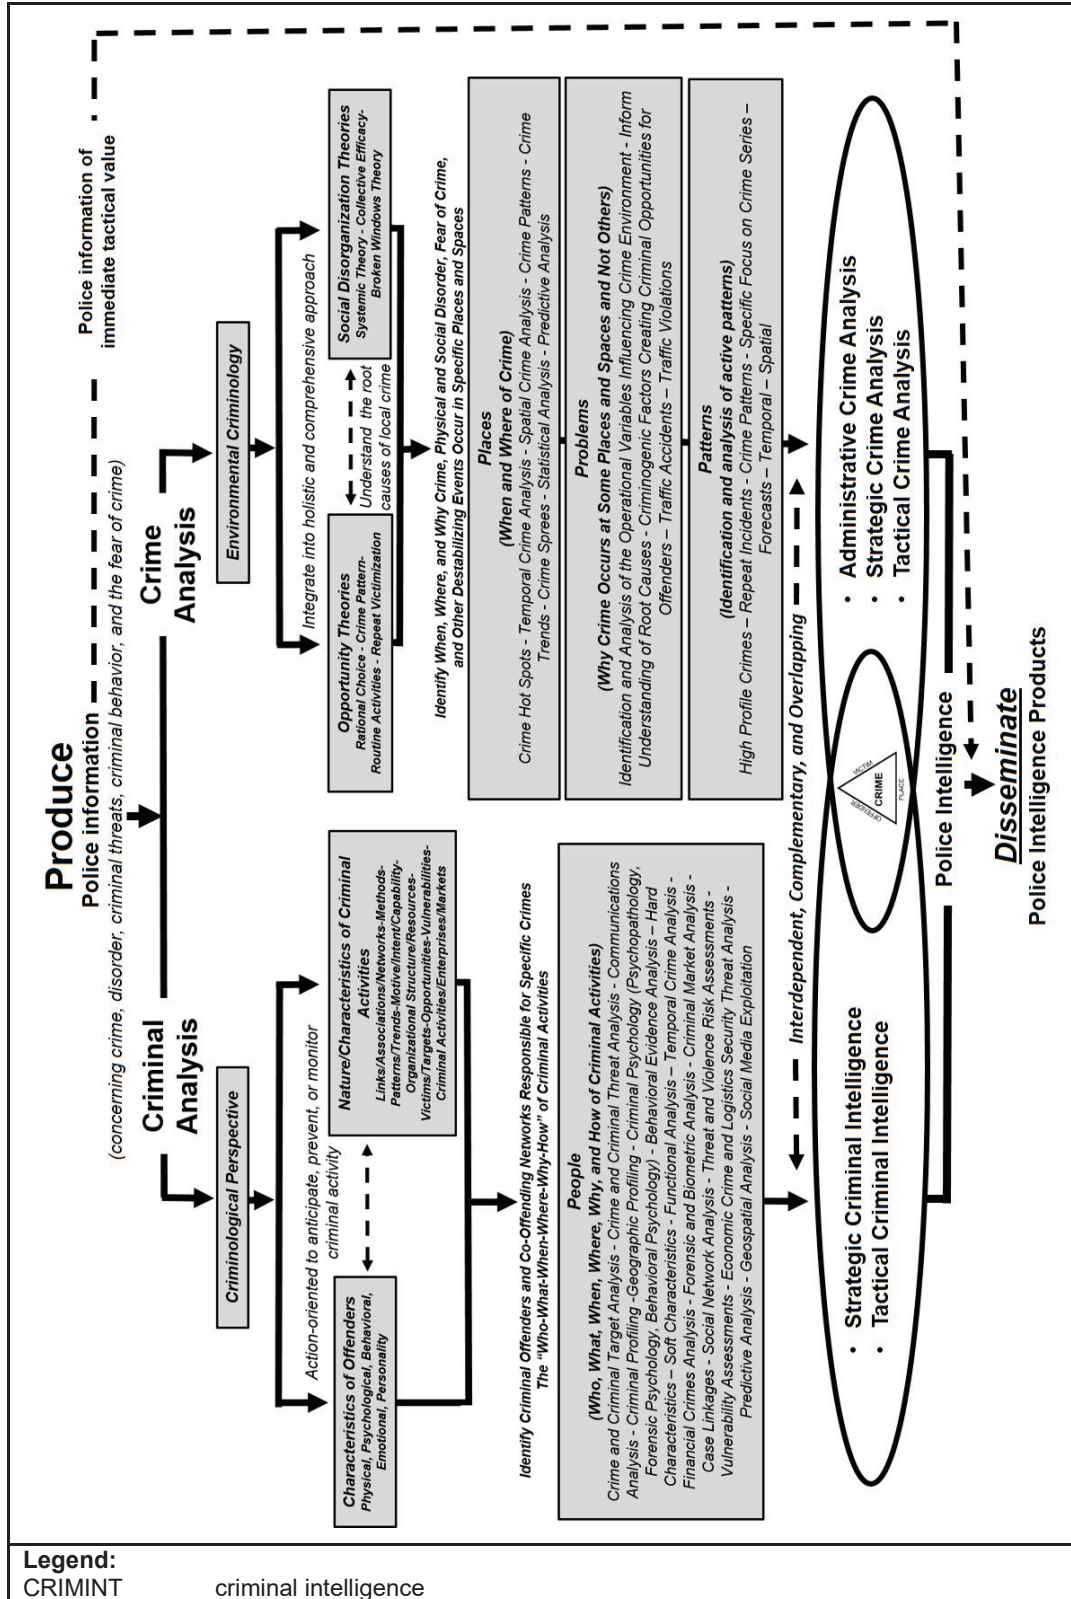 Produce
Police information
(concerning crime, disorder, criminal threats, criminal behavior, and the fear of crime)
Police information of
immediate tactical value
Criminal
Analysis
Crime
Analysis
Criminological Perspective
Environmental Criminology
Action-oriented to anticipate, prevent, or monitor
criminal activity
Integrate into holistic and comprehensive approach
Characteristics of Offenders
Physical, Psychological, Behavioral,
Emotional, Personality
Nature/Characteristics of Criminal
Activities
Links/Associations/Networks-Methods-
Patterns/Trends-Motive/Intent/Capability-
Organizational Structure/Resources-
Victims/Targets-Opportunities-Vulnerabilities-
Criminal Activities/Enterprises/Markets
Opportunity Theories
Rational Choice - Crime Pattern-
Routine Activities - Repeat Victimization
Understand the root
causes of local crime
Social Disorganization Theories
Systemic Theory - Collective Efficacy-
Broken Windows Theory
Identify Criminal Offenders and Co-Offending Networks Responsible for Specific Crimes
The "Who-What-When-Where-Why-How" of Criminal Activities
Identify When, Where, and Why Crime, Physical and Social Disorder, Fear of Crime,
and Other Destabilizing Events Occur in Specific Places and Spaces
People
(Who, What, When, Where, Why, and How of Criminal Activities)
Crime and Criminal Target Analysis - Crime and Criminal Threat Analysis - Communications
Analysis - Criminal Profiling -Geographic Profiling - Criminal Psychology (Psychopathology,
Forensic Psychology, Behavioral Psychology) - Behavioral Evidence Analysis – Hard
Characteristics – Soft Characteristics - Functional Analysis – Temporal Crime Analysis -
Financial Crimes Analysis - Forensic and Biometric Analysis - Criminal Market Analysis -
Case Linkages - Social Network Analysis - Threat and Violence Risk Assessments -
Vulnerability Assessments - Economic Crime and Logistics Security Threat Analysis -
Predictive Analysis - Geospatial Analysis - Social Media Exploitation
Places
(When and Where of Crime)
Crime Hot Spots - Temporal Crime Analysis - Spatial Crime Analysis - Crime Patterns - Crime
Trends - Crime Sprees - Statistical Analysis - Predictive Analysis
Problems
(Why Crime Occurs at Some Places and Spaces and Not Others)
Identification and Analysis of the Operational Variables Influencing Crime Environment - Inform
Understanding of Root Causes - Criminogenic Factors Creating Criminal Opportunities for
Offenders – Traffic Accidents – Traffic Violations
Patterns
(Identification and analysis of active patterns)
High Profile Crimes – Repeat Incidents - Crime Patterns - Specific Focus on Crime Series –
Forecasts – Temporal – Spatial
Interdependent, Complementary, and Overlapping
• Strategic Criminal Intelligence
• Tactical Criminal Intelligence
OFFENDER
VICTIM
CRIME
PLACE
• Administrative Crime Analysis
• Strategic Crime Analysis
• Tactical Crime Analysis
Police Intelligence
Disseminate
Police Intelligence Products
Legend:
CRIMINT criminal intelligence